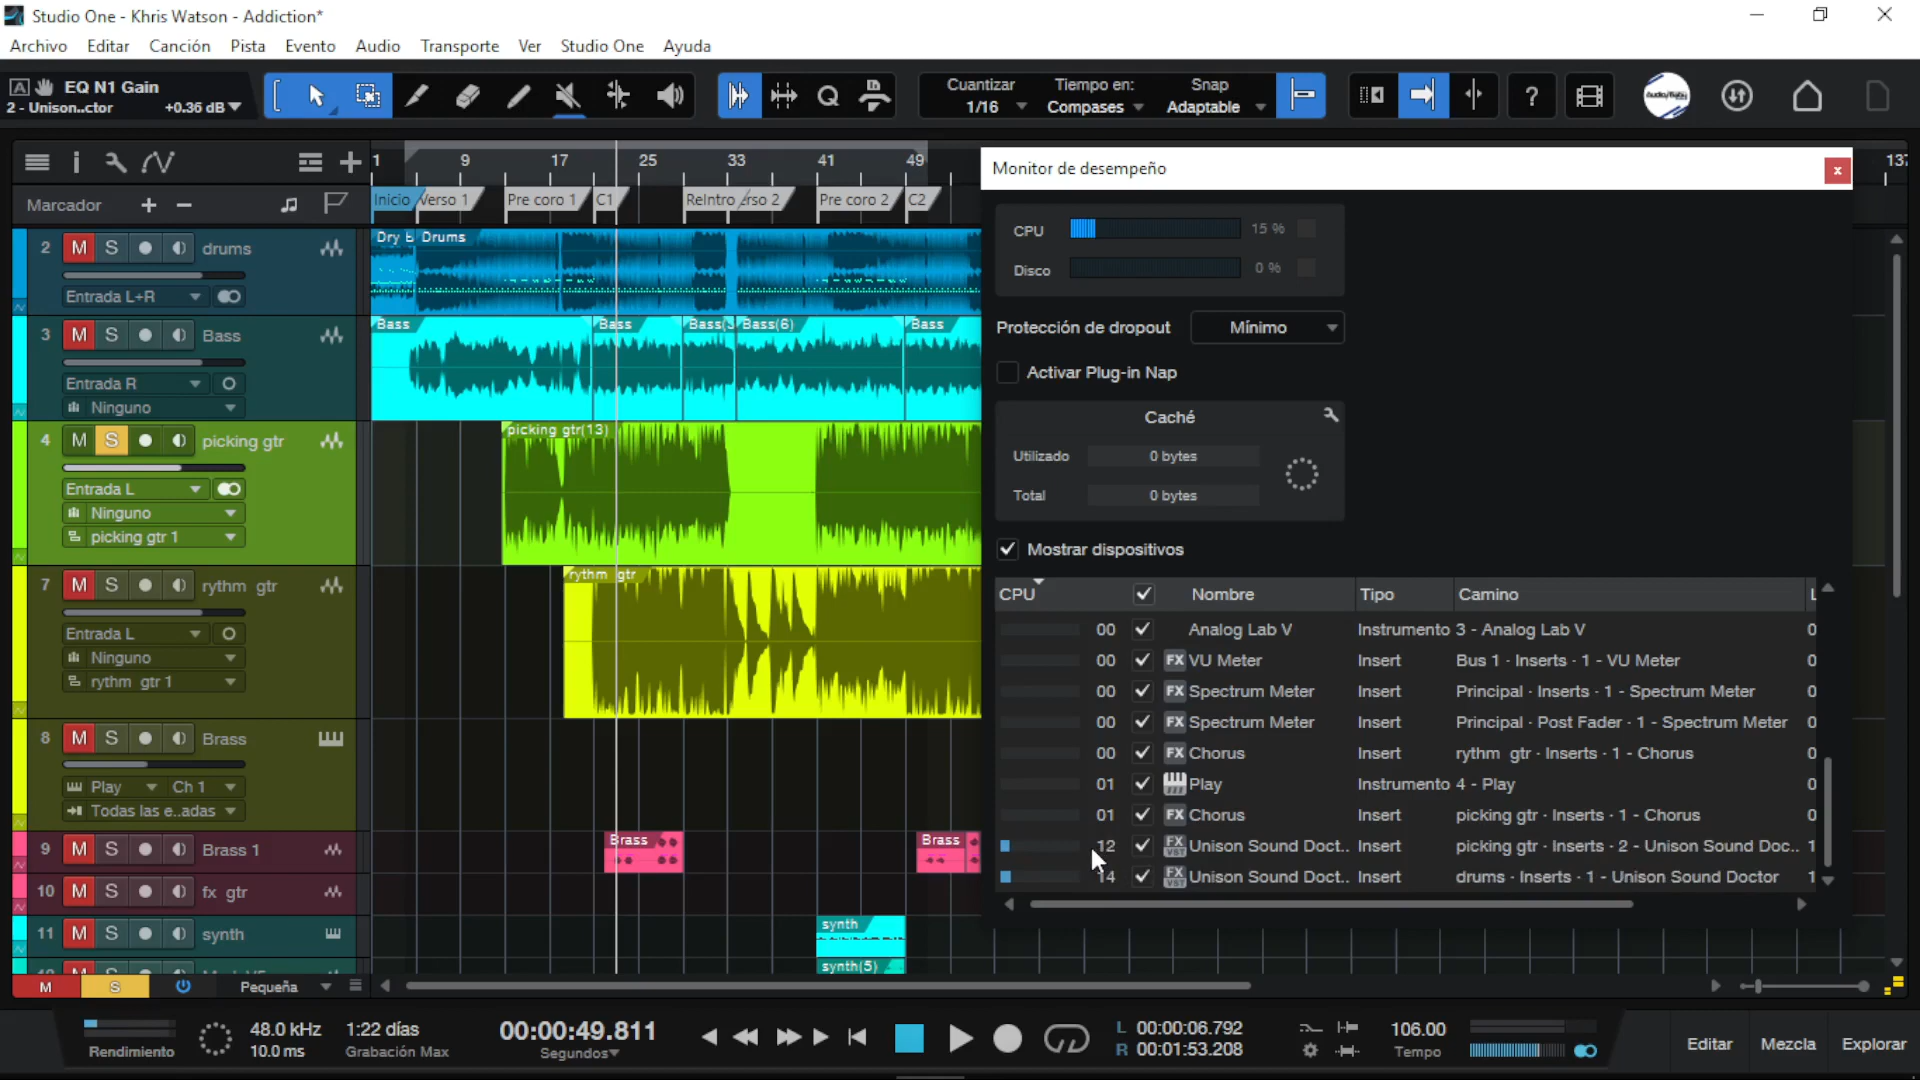 Studio One - Khris Watson - Addiction*
Archivo Editar Canción Pista Evento Audio Transporte Ver Studio One Ayuda
A EQ N1 Gain
2 - Unison..ctor +0.36 dB
Cuantizar Tiempo en: Snap
1/16 Compases Adaptable
Q
?
1 9 17 25 33 41 49
Marcador
Inicio Verso 1 Pre coro 1 C1 ReIntro Pre coro 2 C2
2 M S drums
Entrada L+R
Drums
3 M S Bass
Entrada R
Ninguno
Bass Bass Bass(6) Bass
4 M S picking gtr
Entrada L
Ninguno
picking gtr 1
picking gtr(13)
7 M S rythm gtr
Entrada L
Ninguno
rythm gtr 1
rythm gtr
8 M S Brass
Play Ch 1
Todas las e..adas
9 M S Brass 1
Brass Brass
10 M S fx gtr
11 M S synth
synth
synth(5)
M S Pequeña
Monitor de desempeño
x
CPU 15 %
Disco 0 %
Protección de dropout Mínimo
Activar Plug-in Nap
Caché
Utilizado 0 bytes
Total 0 bytes
Mostrar dispositivos
CPU Nombre Tipo Camino
00 Analog Lab V Instrumento 3 - Analog Lab V 0
00 FX VU Meter Insert Bus 1 - Inserts - 1 - VU Meter 0
00 FX Spectrum Meter Insert Principal - Inserts - 1 - Spectrum Meter 0
00 FX Spectrum Meter Insert Principal - Post Fader - 1 - Spectrum Meter 0
00 FX Chorus Insert rythm gtr - Inserts - 1 - Chorus 0
01 Play Instrumento 4 - Play 0
01 FX Chorus Insert picking gtr - Inserts - 1 - Chorus 0
12 FX VST Unison Sound Doct.. Insert picking gtr - Inserts - 2 - Unison Sound Doc... 1
14 FX VST Unison Sound Doct.. Insert drums - Inserts - 1 - Unison Sound Doctor 1
Rendimiento
48.0 kHz
10.0 ms
1:22 días
Grabación Max
00:00:49.811
Segundos
L 00:00:06.792
R 00:01:53.208
106.00
Tempo
Editar Mezcla Explorar